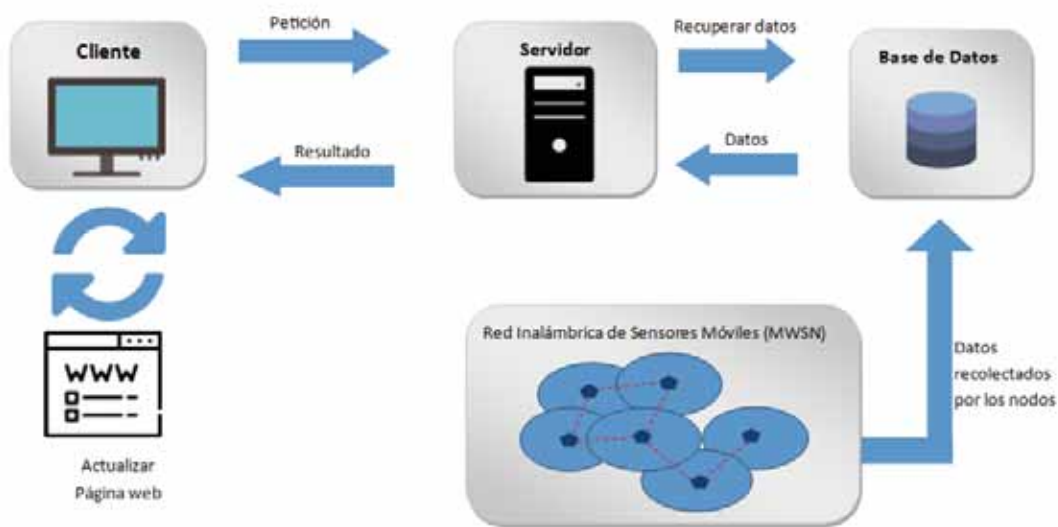 Cliente
Petición
Servidor
Recuperar datos
Base de Datos
Resultado
Datos
WWW
Actualizar
Página web
Red Inalámbrica de Sensores Móviles (MWSN)
Datos
recolectados
por los nodos